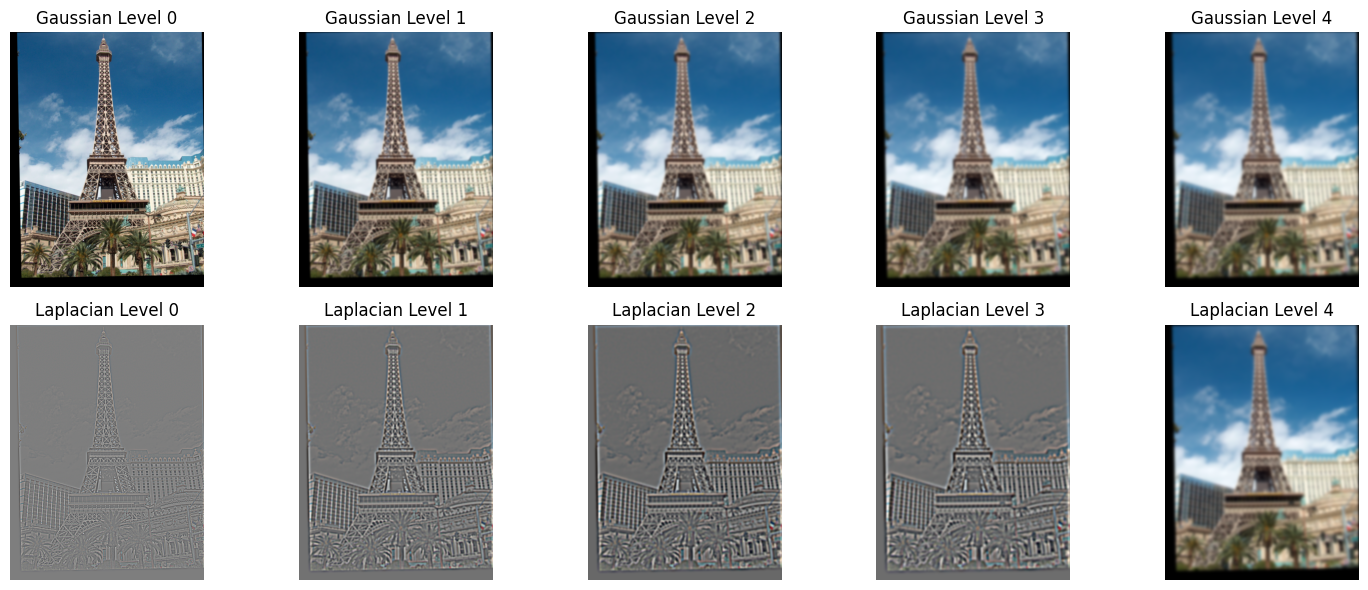 Gaussian Level 0
Gaussian Level 1
Gaussian Level 2
Gaussian Level 3
Gaussian Level 4
Laplacian Level 0
Laplacian Level 1
Laplacian Level 2
Laplacian Level 3
Laplacian Level 4